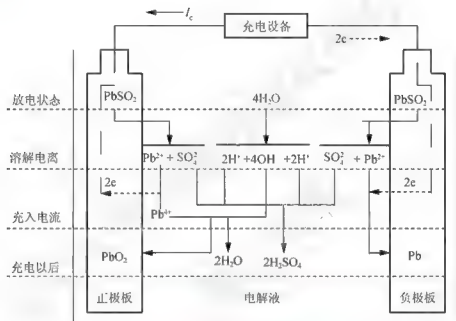 I_c
充电设备
2e
PbSO₂
4H₂O
PbSO₂
放电状态
溶解电离
Pb²⁺ + SO₄² 2H⁺ +4OH +2H⁺ SO₄² + Pb²⁺
2e
2e
充入电流
Pb⁴⁺
充电以后
PbO₂
2H₂O
2H₂SO₄
Pb
正极板
电解液
负极板